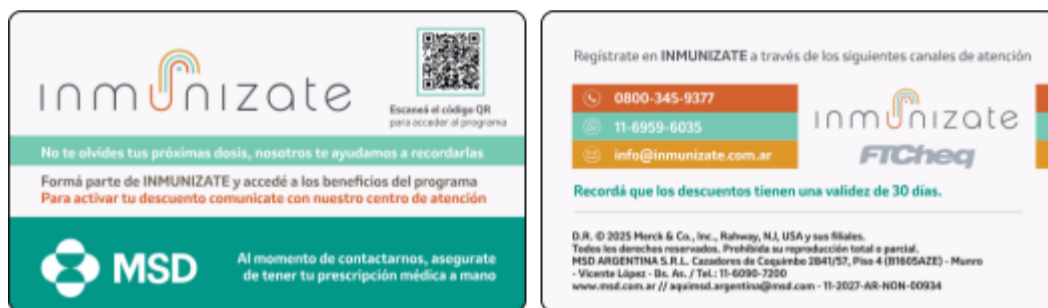 inmunizate
Escaneá el código QR
para acceder al programa
No te olvides tus próximas dosis, nosotros te ayudamos a recordarlas
Formá parte de INMUNIZATE y accedé a los beneficios del programa
Para activar tu descuento comunicate con nuestro centro de atención
MSD
Al momento de contactarnos, asegurate
de tener tu prescripción médica a mano
Regístrate en INMUNIZATE a través de los siguientes canales de atención
0800-345-9377
11-6959-6035
info@inmunizate.com.ar
inmunizate
FTCheq
Recordá que los descuentos tienen una validez de 30 días.
D.R. © 2025 Merck & Co., Inc., Rahway, NJ, USA y sus filiales.
Todos los derechos reservados. Prohibida su reproducción total o parcial.
MSD ARGENTINA S.R.L. Cazadores de Coquimbo 2841/57, Piso 4 (B1605AZE) - Munro
- Vicente López - Bs. As. / Tel.: 11-6090-7200
www.msd.com.ar // aquimsd.argentina@msd.com - 11-2027-AR-NON-00934